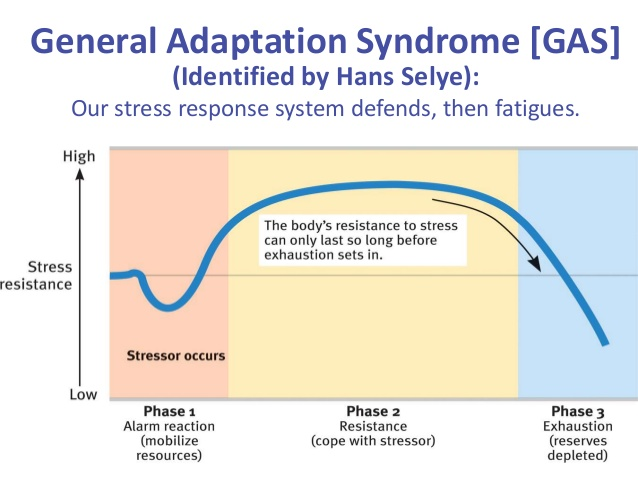 General Adaptation Syndrome [GAS]
(Identified by Hans Selye):
Our stress response system defends, then fatigues.
High
Stress
resistance
Low
The body's resistance to stress
can only last so long before
exhaustion sets in.
Stressor occurs
Phase 1
Alarm reaction
(mobilize
resources)
Phase 2
Resistance
(cope with stressor)
Phase 3
Exhaustion
(reserves
depleted)